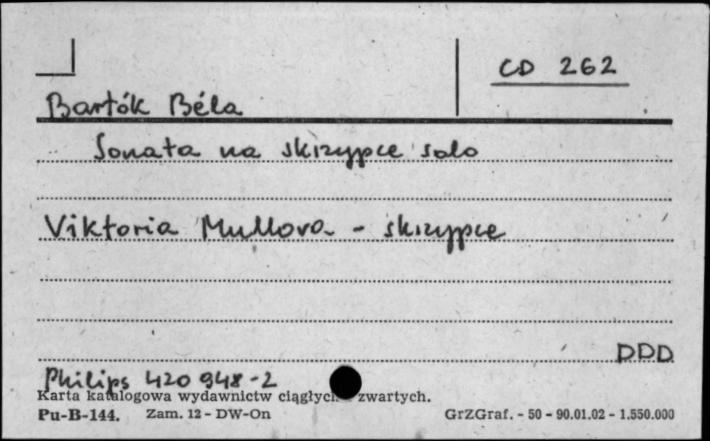 CD 262
Bartók Béla
Sonata na skrzypce solo
Viktoria Mullova - skrzypce
DDD
Philips 420 948-2
Karta katalogowa wydawnictw ciągłych zwartych.
Pu-B-144. Zam. 12 - DW-On GrZGraf. - 50 - 90.01.02 - 1.550.000